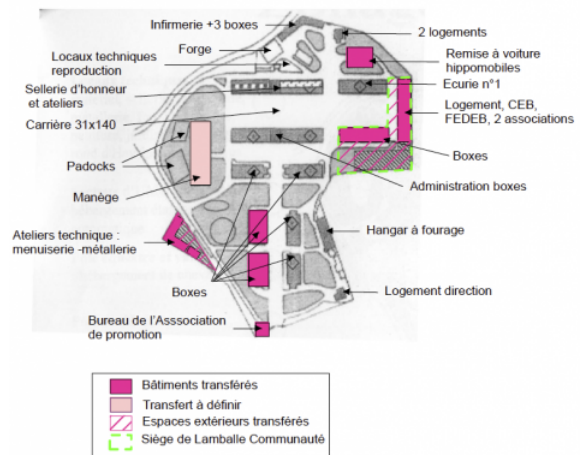 Infirmerie +3 boxes
2 logements
Forge
Remise à voiture
hippomobiles
Locaux techniques
reproduction
Sellerie d'honneur
et ateliers
Ecurie n°1
Logement, CEB,
FEDEB, 2 associations
Carrière 31x140
Boxes
Padocks
Administration boxes
Manège
Ateliers technique :
menuiserie -métallerie
Hangar à fourage
Boxes
Logement direction
Bureau de l'Asssociation
de promotion
Bâtiments transférés
Transfert à définir
Espaces extérieurs transférés
Siège de Lamballe Communauté